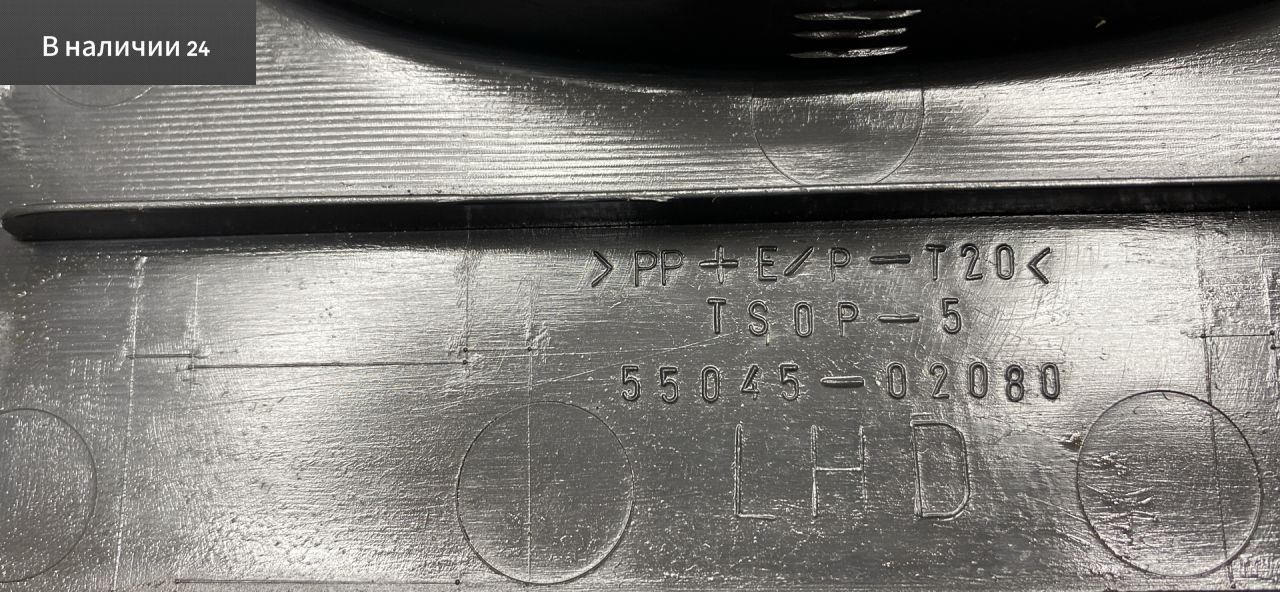 В наличии 24
>PP+E/P-T20<
TSOP-5
55045-02080
LHD